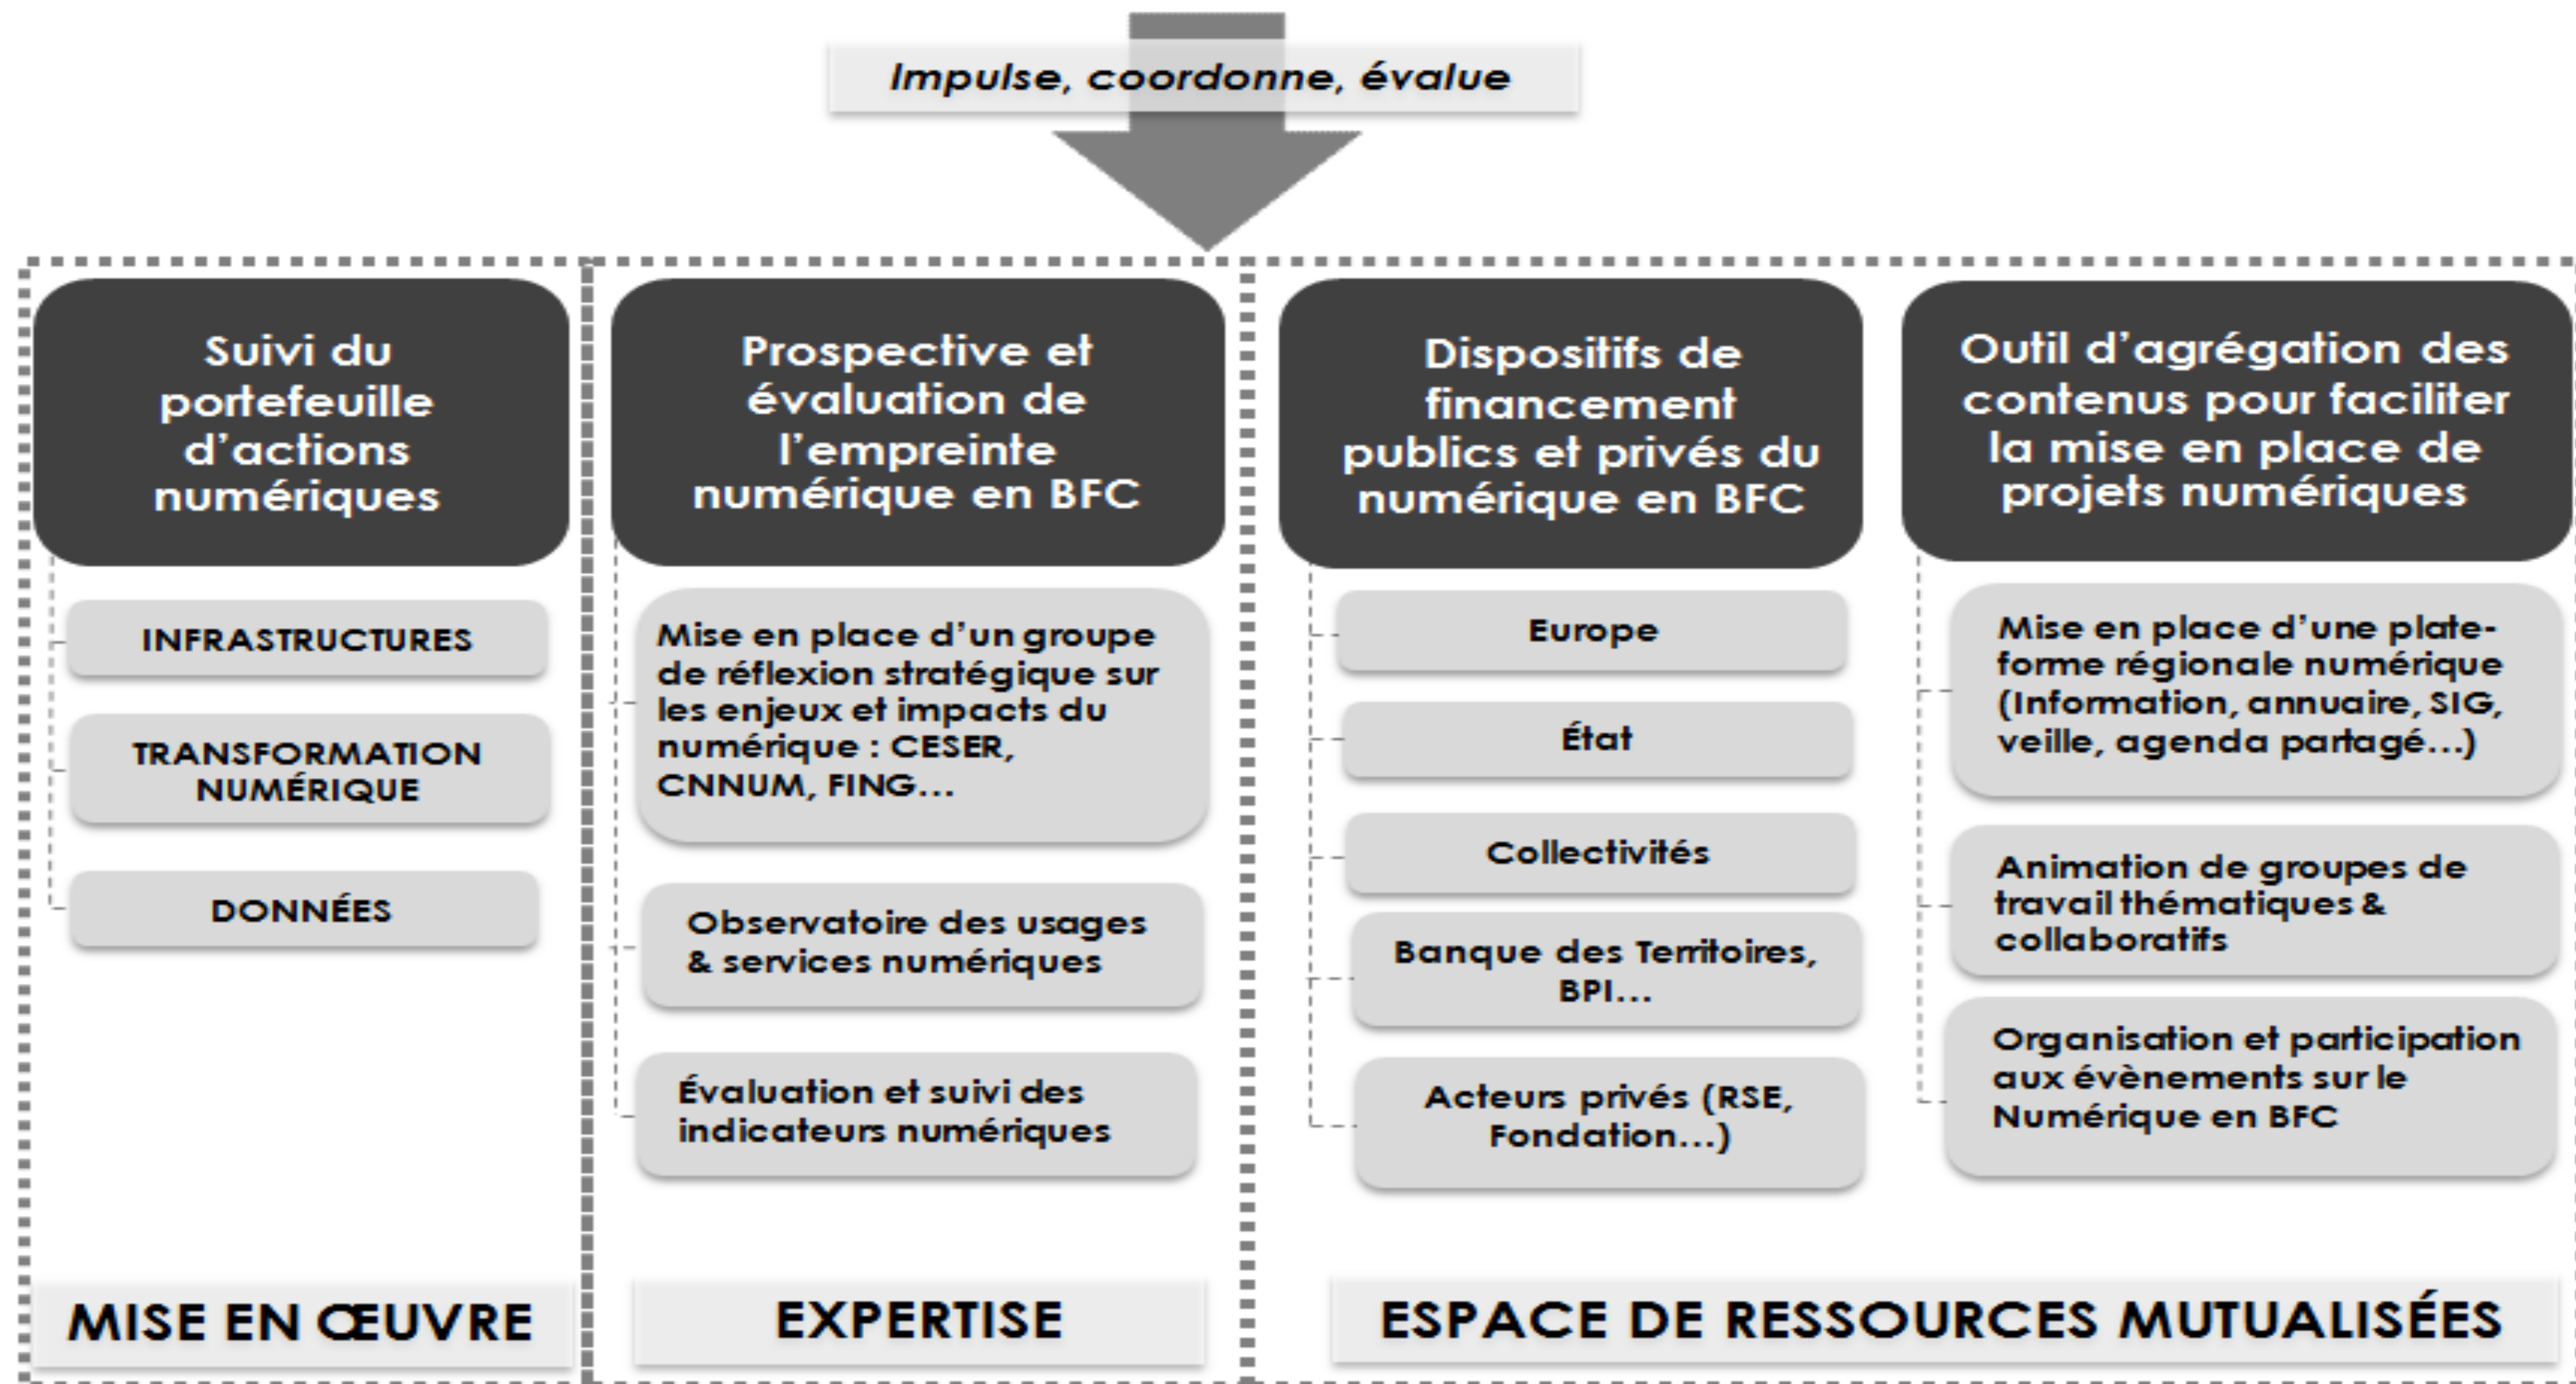 Impulse, coordonne, évalue
Suivi du
portefeuille
d’actions
numériques
INFRASTRUCTURES
TRANSFORMATION
NUMÉRIQUE
DONNÉES
MISE EN ŒUVRE
Prospective et
évaluation de
l’empreinte
numérique en BFC
Mise en place d’un groupe
de réflexion stratégique sur
les enjeux et impacts du
numérique : CESER,
CNNUM, FING…
Observatoire des usages
& services numériques
Évaluation et suivi des
indicateurs numériques
EXPERTISE
Dispositifs de
financement
publics et privés du
numérique en BFC
Europe
État
Collectivités
Banque des Territoires,
BPI…
Acteurs privés (RSE,
Fondation…)
Outil d’agrégation des
contenus pour faciliter
la mise en place de
projets numériques
Mise en place d’une plate-
forme régionale numérique
(Information, annuaire, SIG,
veille, agenda partagé…)
Animation de groupes de
travail thématiques &
collaboratifs
Organisation et participation
aux évènements sur le
Numérique en BFC
ESPACE DE RESSOURCES MUTUALISÉES